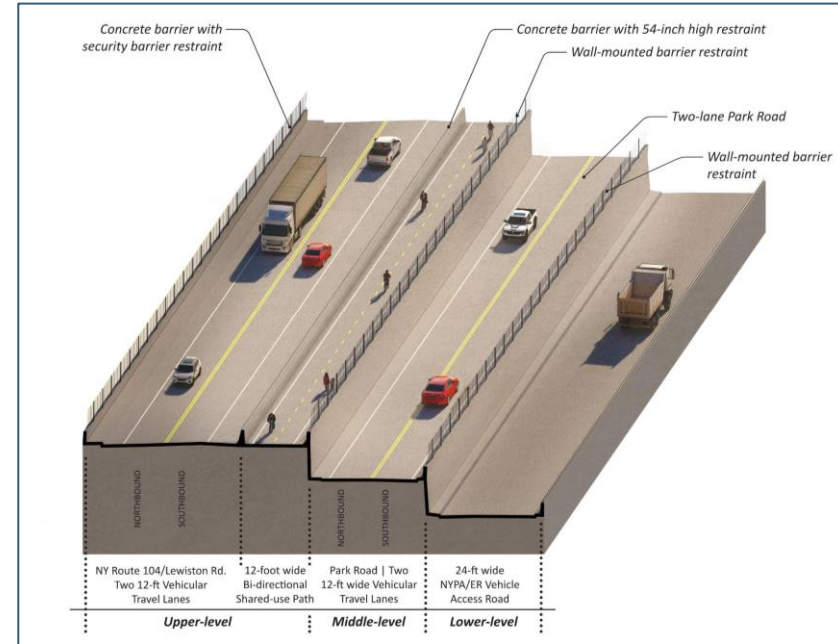 Concrete barrier with
security barrier restraint
Concrete barrier with 54-inch high restraint
Wall-mounted barrier restraint
Two-lane Park Road
Wall-mounted barrier
restraint
NORTHBOUND
SOUTHBOUND
NORTHBOUND
SOUTHBOUND
NY Route 104/Lewiston Rd.
Two 12-ft Vehicular
Travel Lanes
12-foot wide
Bi-directional
Shared-use Path
Park Road | Two
12-ft wide Vehicular
Travel Lanes
24-ft wide
NYPA/ER Vehicle
Access Road
Upper-level
Middle-level
Lower-level